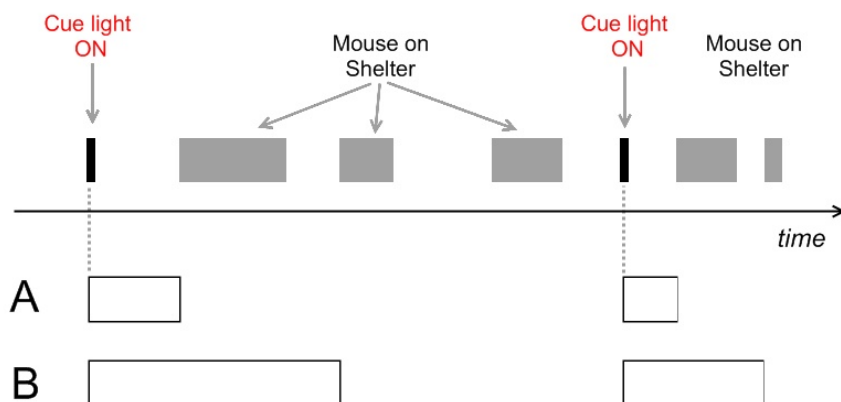 Cue light
ON
Mouse on
Shelter
Cue light
ON
Mouse on
Shelter
time
A
B